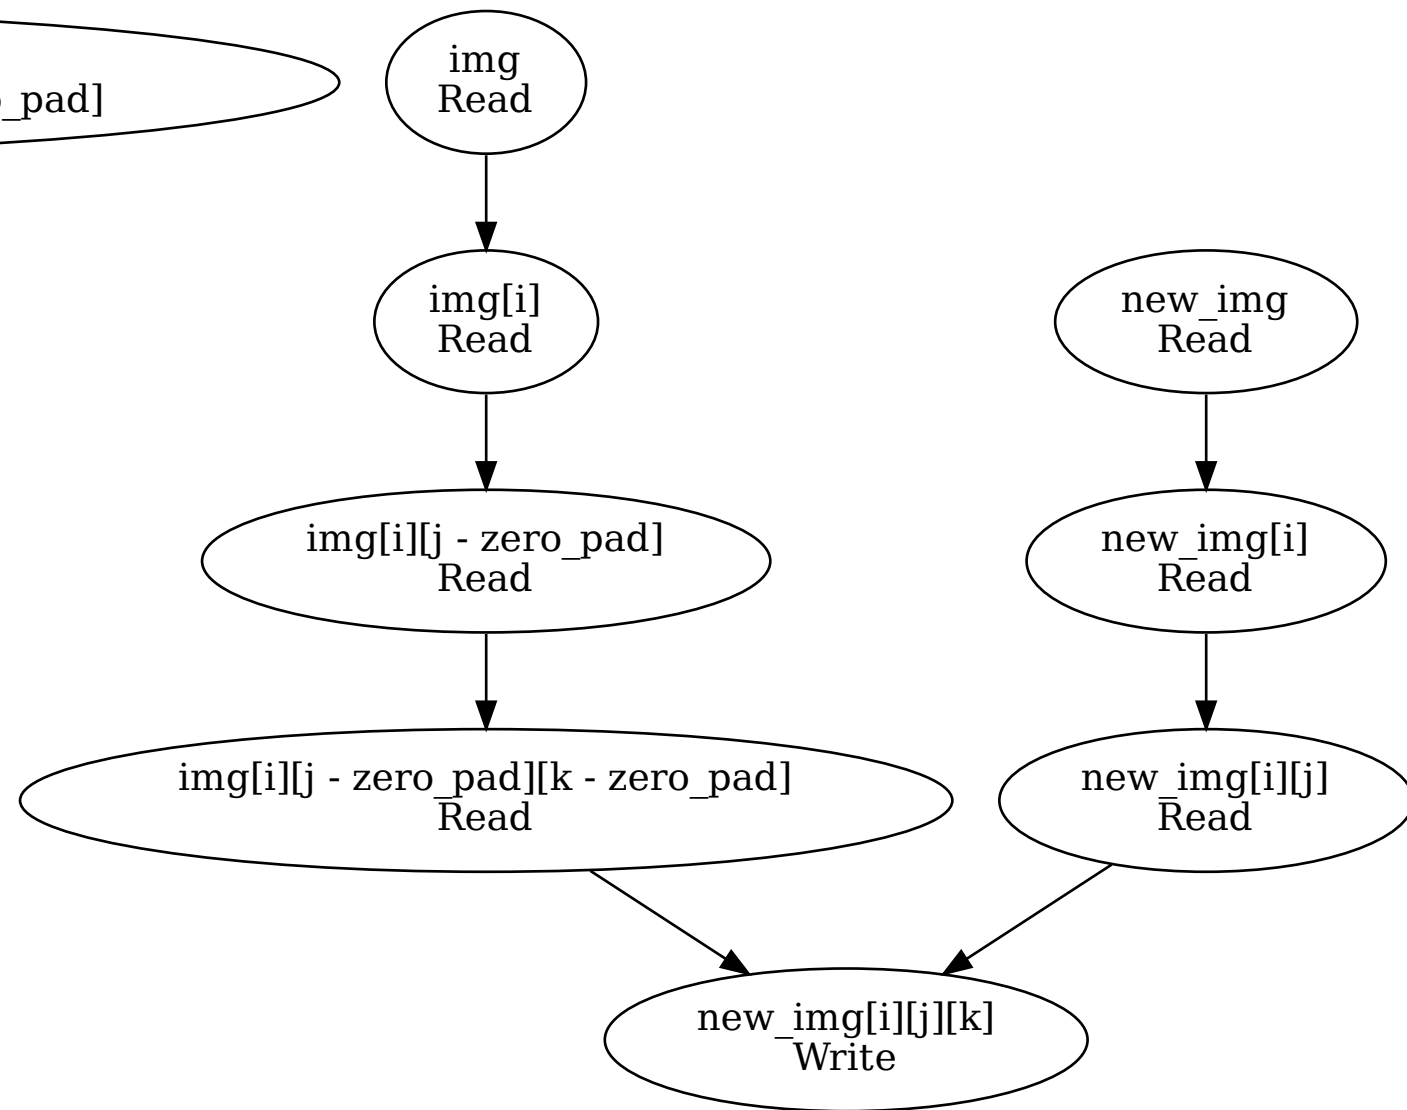 _pad]
img
Read
img[i]
Read
new_img
Read
img[i][j - zero_pad]
Read
new_img[i]
Read
img[i][j - zero_pad][k - zero_pad]
Read
new_img[i][j]
Read
new_img[i][j][k]
Write